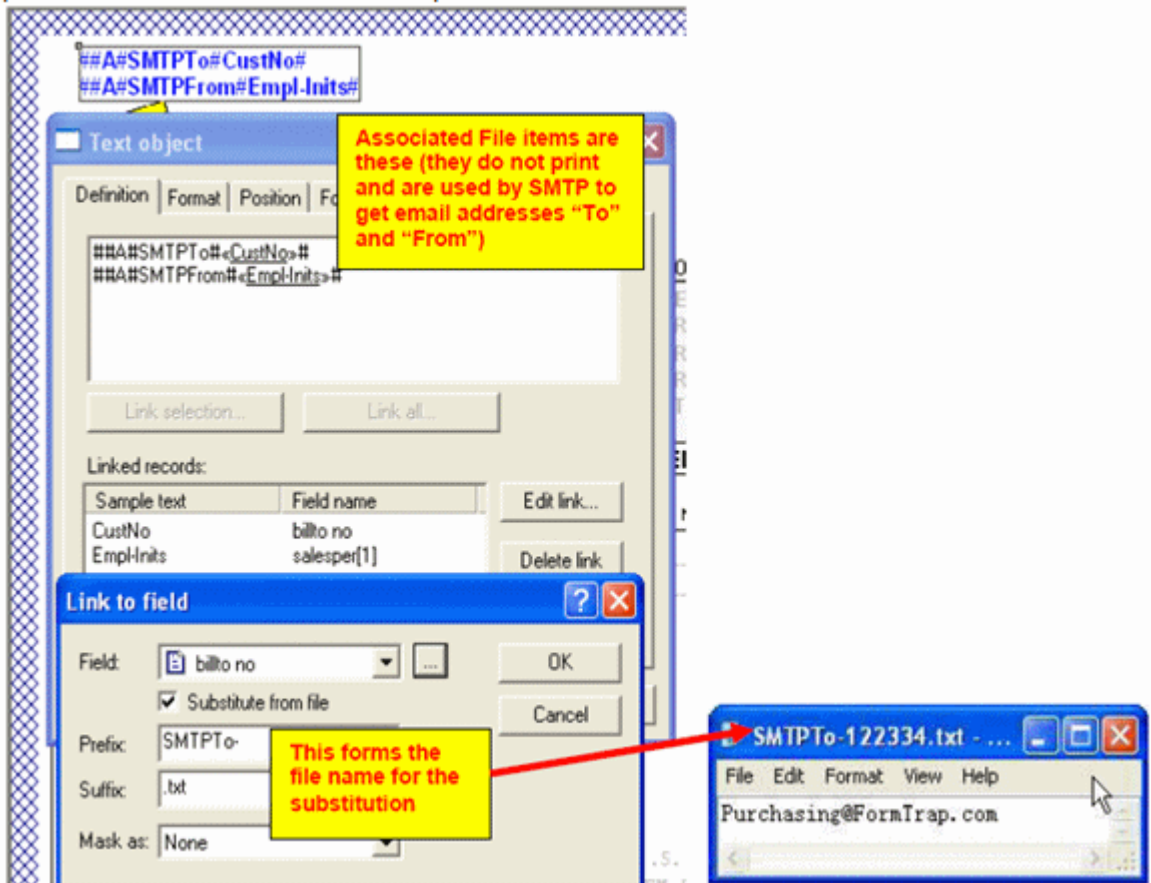 ##A#SMTPTo#CustNo#
##A#SMTPFrom#Empl-Inits#
Text object
Associated File items are
these (they do not print
and are used by SMTP to
get email addresses “To”
and “From”)
Definition Format Position
##A#SMTPTo#«CustNo»#
##A#SMTPFrom#«Empl-Inits»#
Link selection... Link all...
Linked records:
Sample text Field name
Edit link...
CustNo billto no
Empl-Inits salesper[1]
Delete link
Link to field
Field: billto no ... OK
Substitute from file
Cancel
Prefix: SMTPTo-
Suffix: .txt
This forms the
file name for the
substitution
Mask as: None
SMTPTo-122334.txt - ...
File Edit Format View Help
Purchasing@FormTrap.com